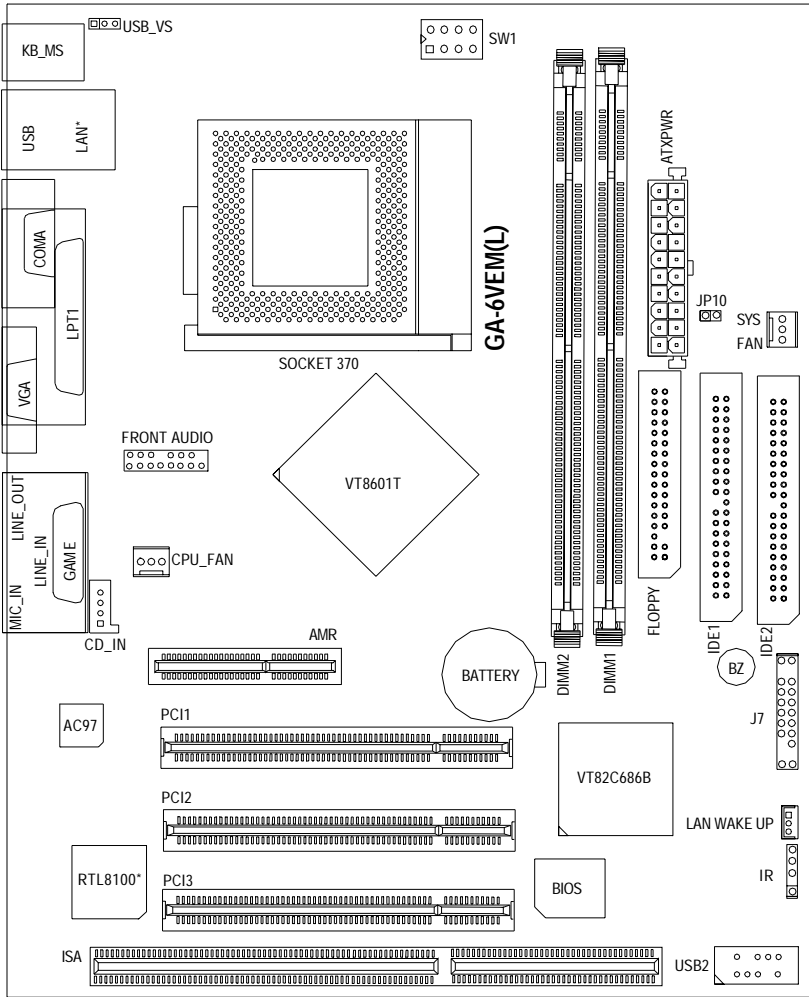 USB_VS
KB_MS
SW1
USB
LAN*
ATXPWR
COMA
LPT1
VGA
GA-6VEM(L)
JP10
SYS
FAN
SOCKET 370
FRONT AUDIO
VT8601T
LINE_OUT
MIC_IN
LINE_IN
GAME
CPU_FAN
CD_IN
FLOPPY
IDE1
IDE2
AMR
BATTERY
DIMM2
DIMM1
BZ
AC97
PCI1
J7
VT82C686B
PCI2
LAN WAKE UP
RTL8100*
PCI3
BIOS
IR
ISA
USB2